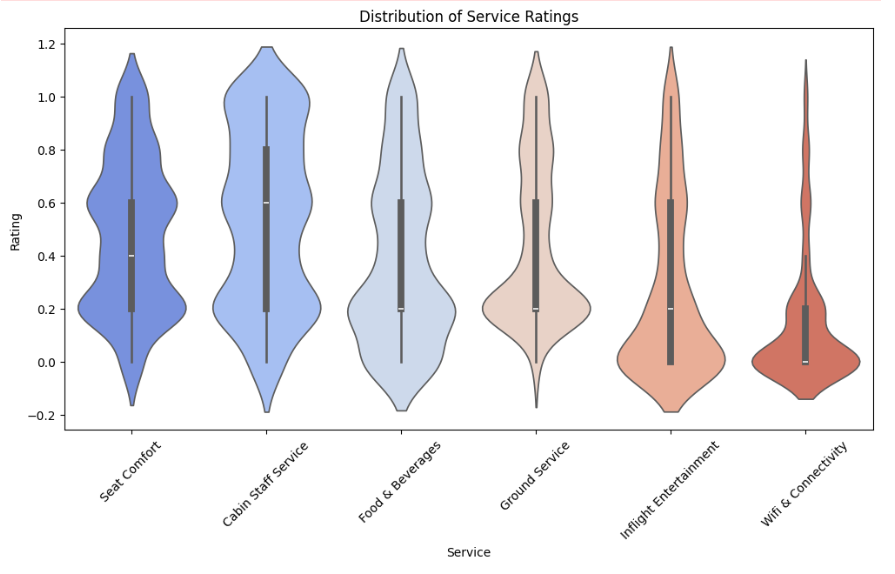 Distribution of Service Ratings
1.2
1.0
0.8
0.6
0.4
0.2
0.0
−0.2
Rating
Seat Comfort
Cabin Staff Service
Food & Beverages
Ground Service
Inflight Entertainment
Wifi & Connectivity
Service